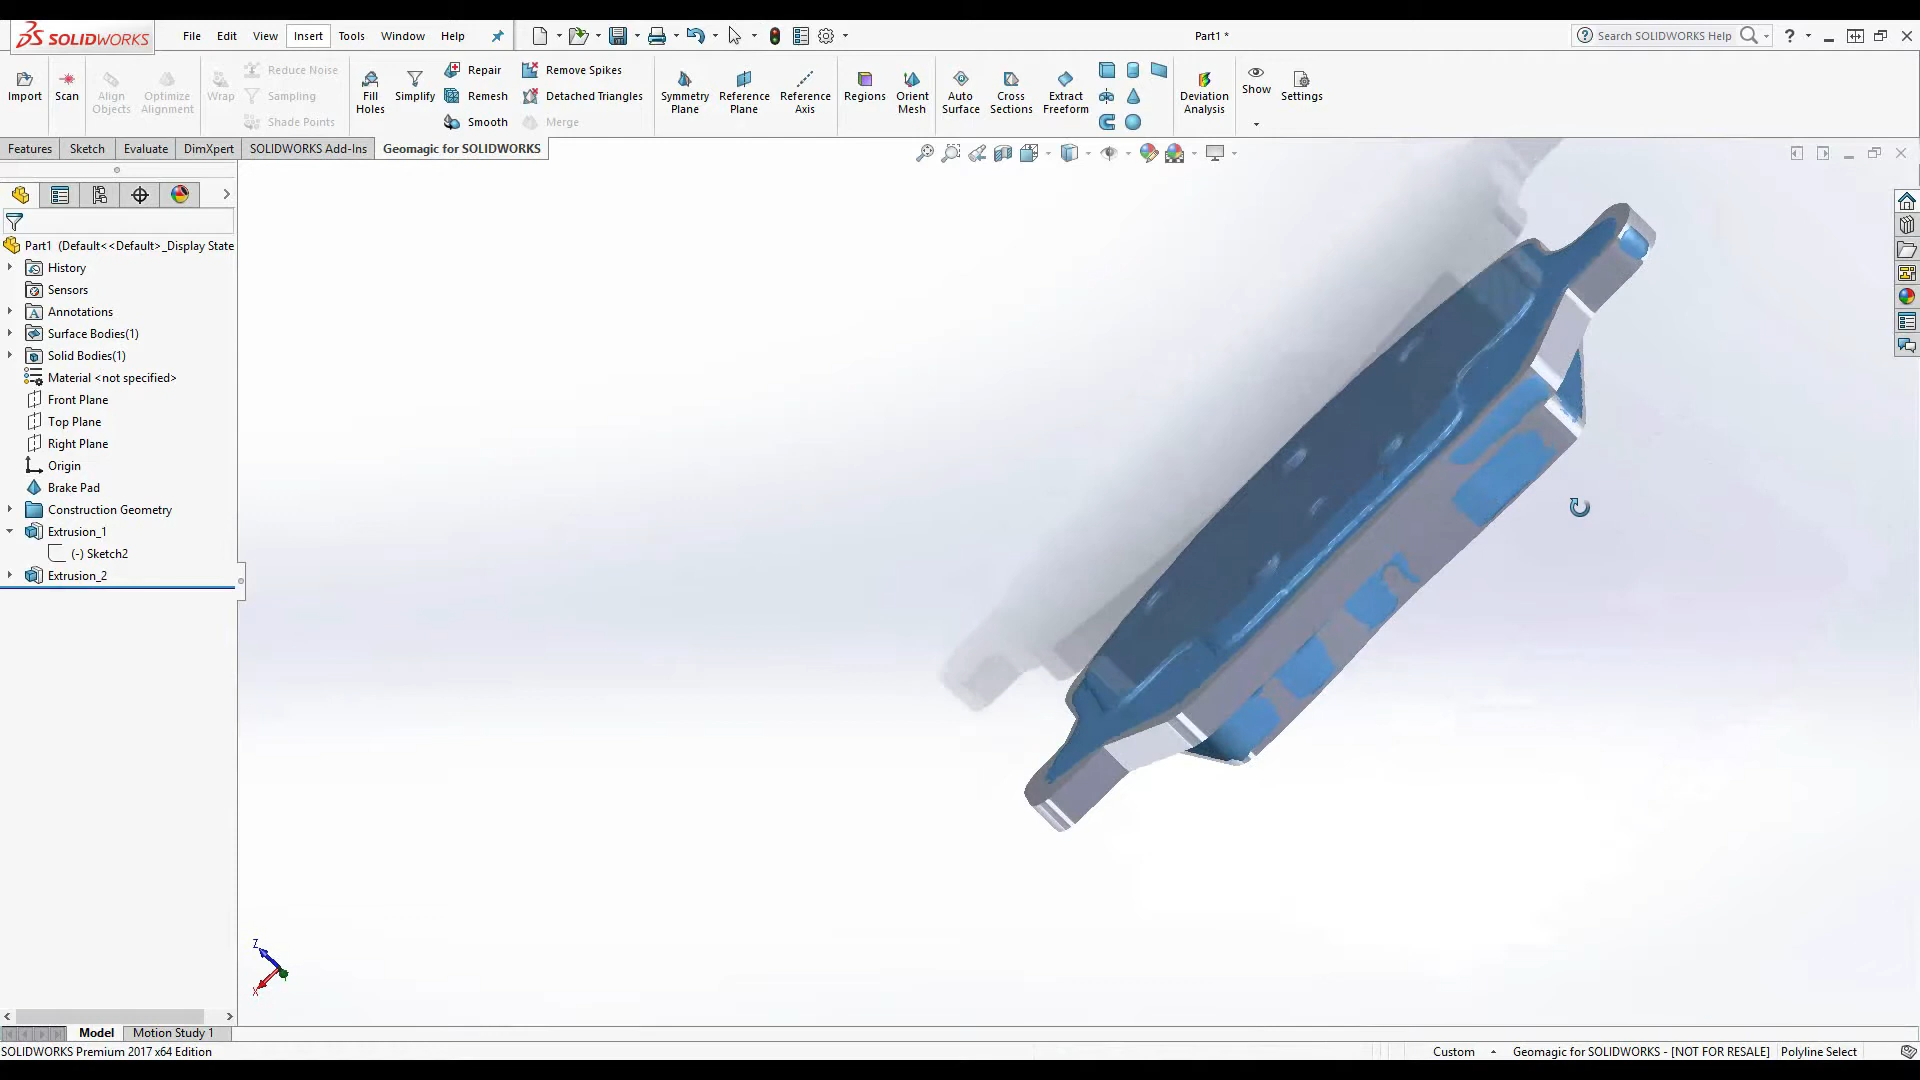 SOLIDWORKS File Edit View Insert Tools Window Help Part1 * Search SOLIDWORKS Help ?
Import Scan Align Objects Optimize Alignment Wrap Reduce Noise Sampling Shade Points Fill Holes Simplify Repair Remesh Smooth Remove Spikes Detached Triangles Merge Symmetry Plane Reference Plane Reference Axis Regions Orient Mesh Auto Surface Cross Sections Extract Freeform Deviation Analysis Show Settings
Features Sketch Evaluate DimXpert SOLIDWORKS Add-Ins Geomagic for SOLIDWORKS
Part1 (Default<<Default>_Display State
History
Sensors
Annotations
Surface Bodies(1)
Solid Bodies(1)
Material <not specified>
Front Plane
Top Plane
Right Plane
Origin
Brake Pad
Construction Geometry
Extrusion_1
(-) Sketch2
Extrusion_2
Z
X
Model Motion Study 1
SOLIDWORKS Premium 2017 x64 Edition Custom Geomagic for SOLIDWORKS - [NOT FOR RESALE] Polyline Select